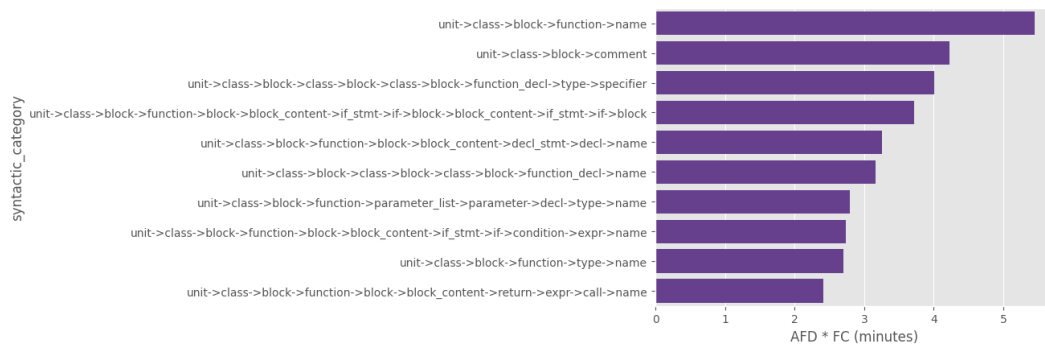 syntactic_category
unit->class->block->function->name
unit->class->block->comment
unit->class->block->class->block->class->block->function_decl->type->specifier
unit->class->block->function->block->block_content->if_stmt->if->block->block_content->if_stmt->if->block
unit->class->block->function->block->block_content->decl_stmt->decl->name
unit->class->block->class->block->class->block->function_decl->name
unit->class->block->function->parameter_list->parameter->decl->type->name
unit->class->block->function->block->block_content->if_stmt->if->condition->expr->name
unit->class->block->function->type->name
unit->class->block->function->block->block_content->return->expr->call->name
0 1 2 3 4 5
AFD * FC (minutes)